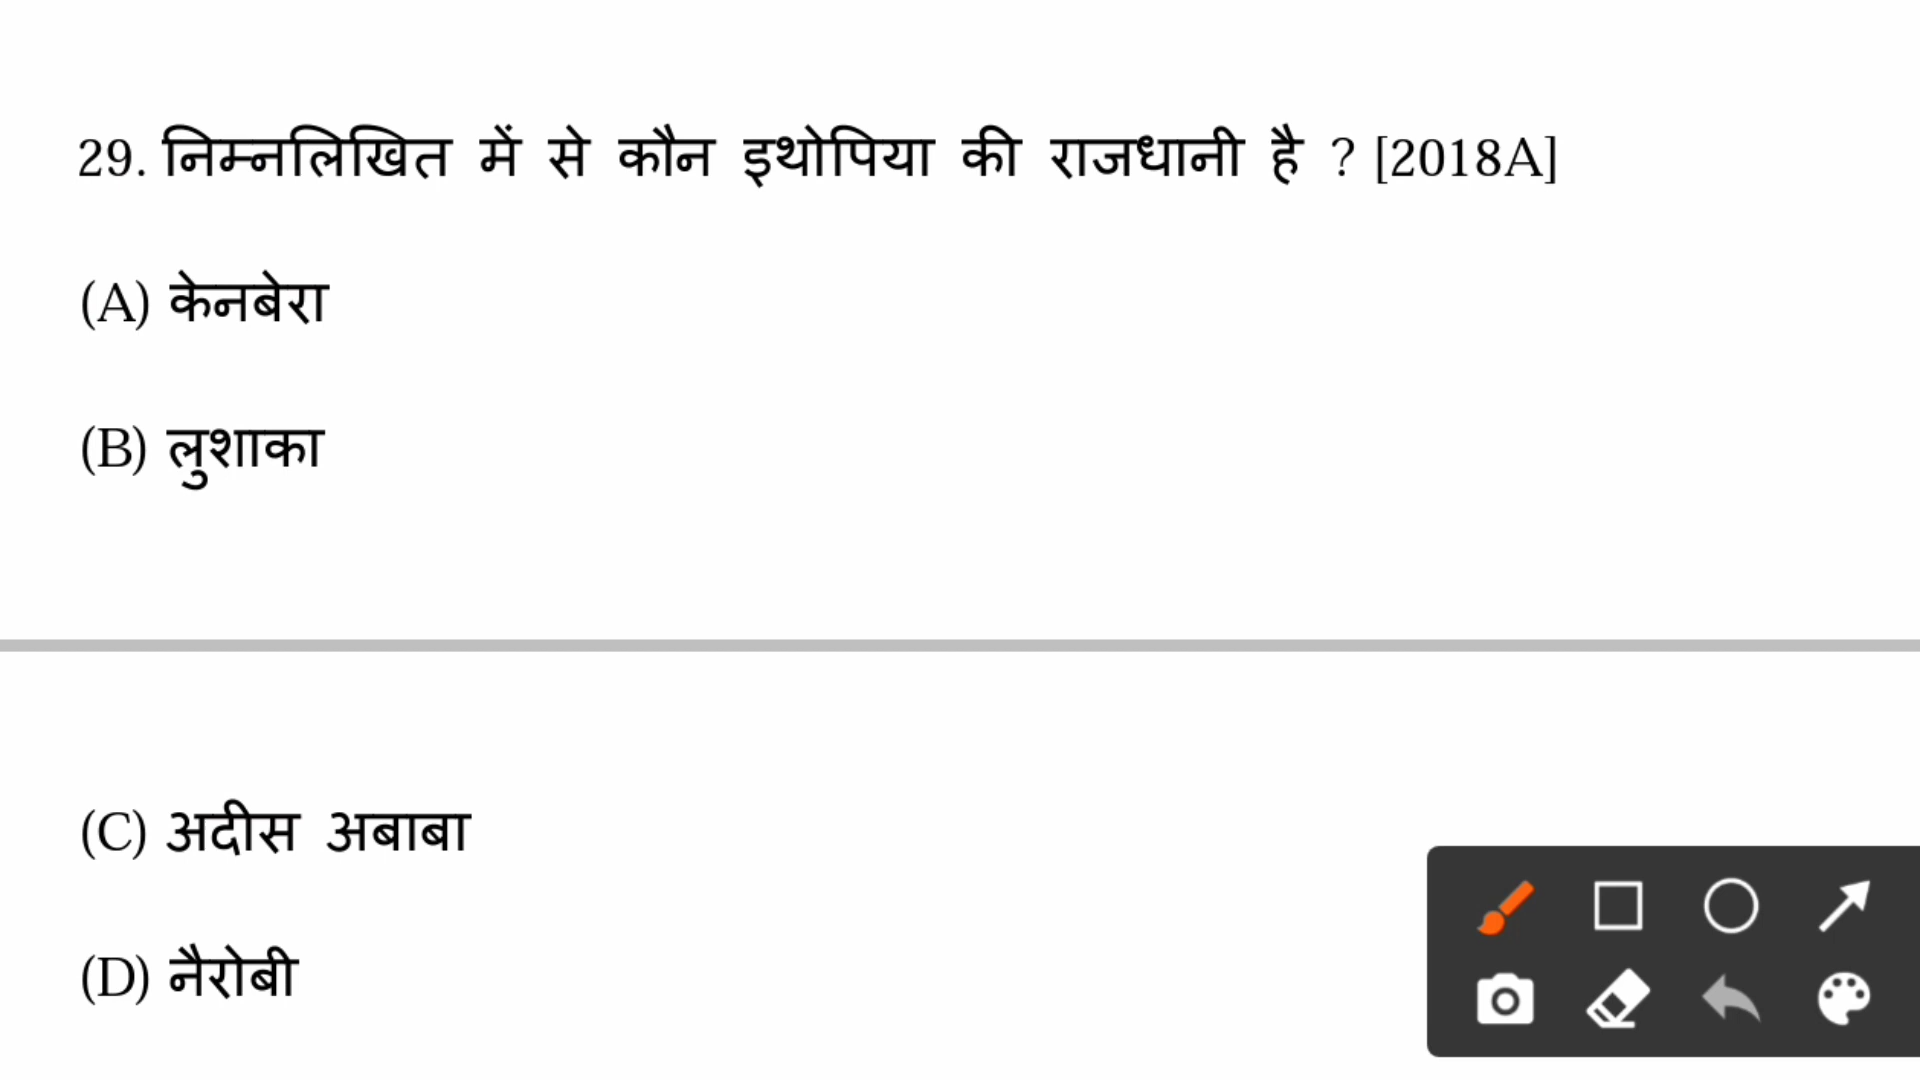 29. निम्नलिखित में से कौन इथोपिया की राजधानी है ? [2018A]
(A) केनबेरा
(B) लुशाका
(C) अदीस अबाबा
(D) नैरोबी